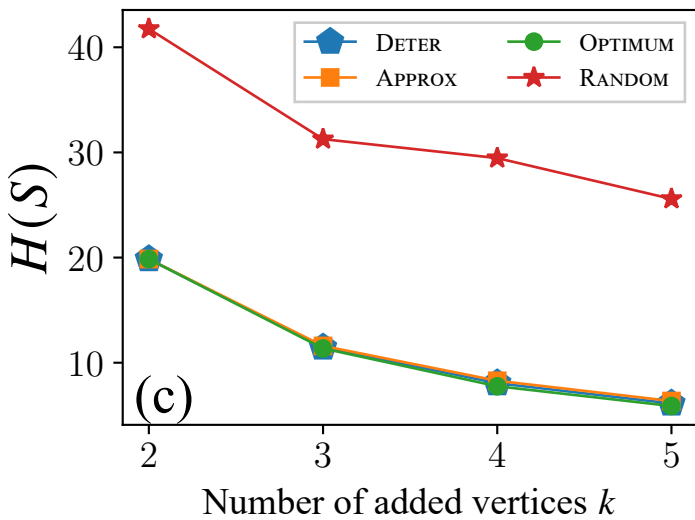 DETER
APPROX
OPTIMUM
RANDOM
H(S)
40
30
20
10
(c)
2 3 4 5
Number of added vertices k